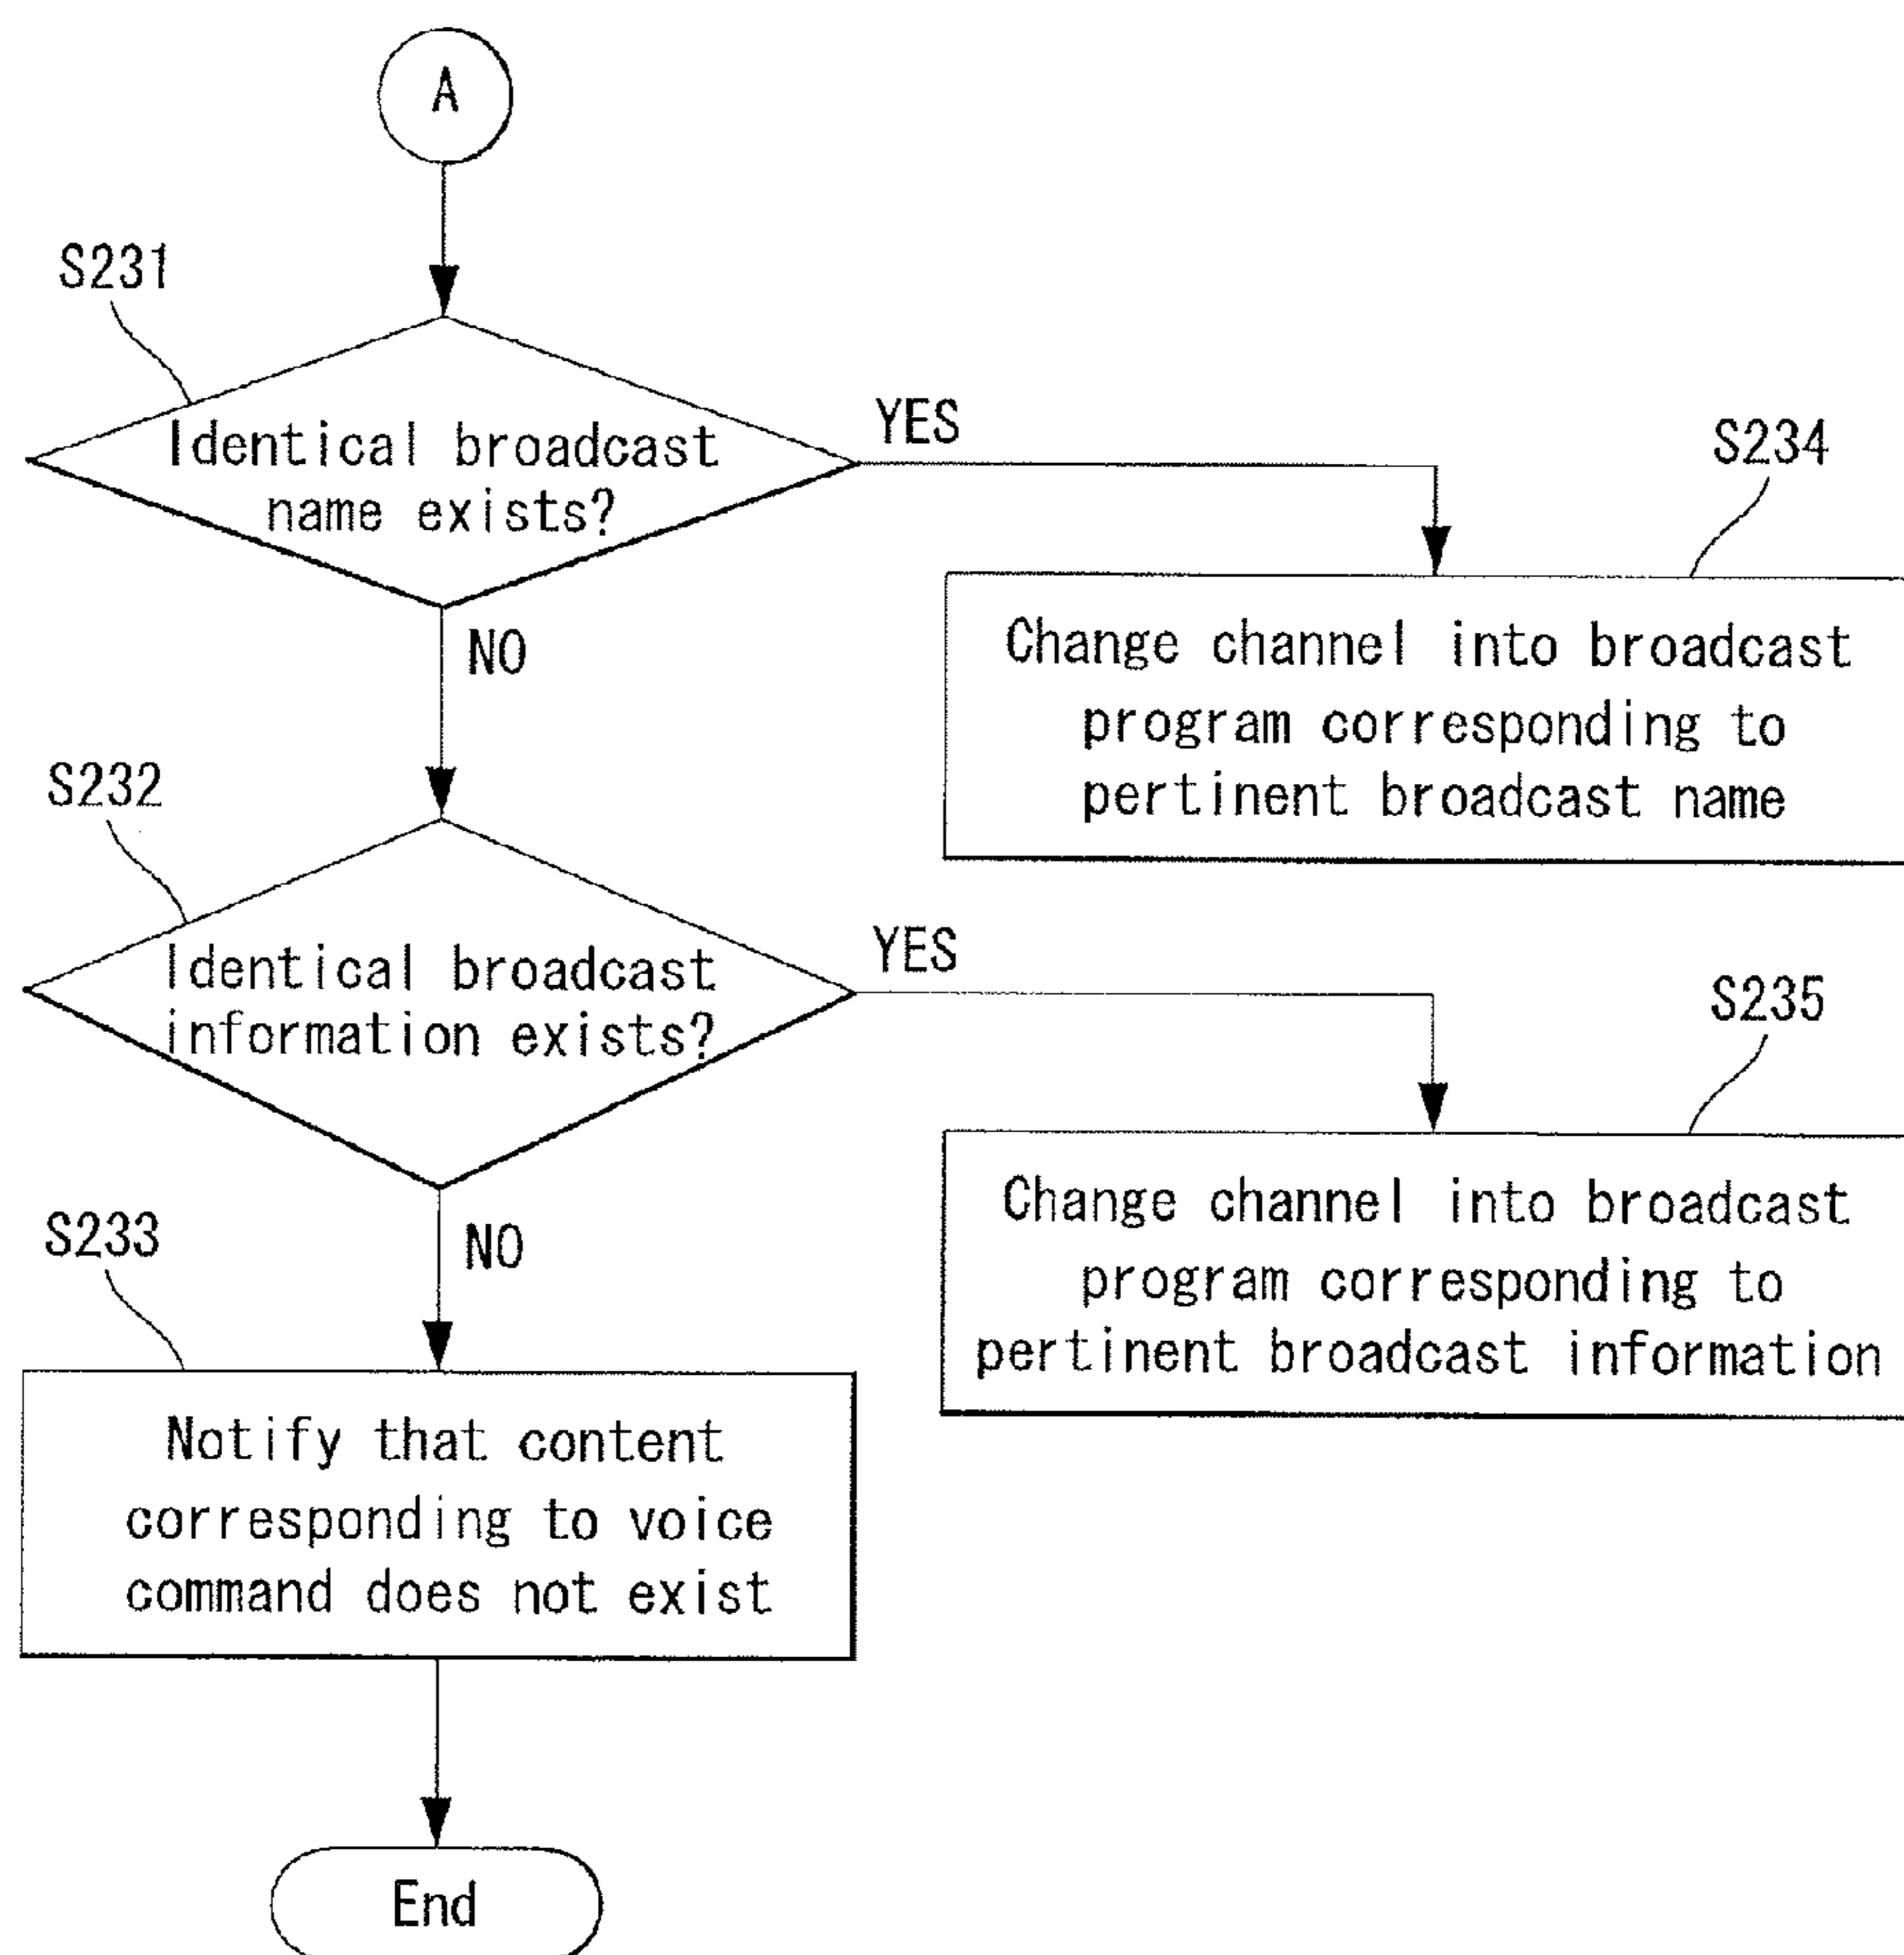 A
S231
Identical broadcast
name exists?
YES
S234
Change channel into broadcast
program corresponding to
pertinent broadcast name
NO
S232
Identical broadcast
information exists?
YES
S235
Change channel into broadcast
program corresponding to
pertinent broadcast information
NO
S233
Notify that content
corresponding to voice
command does not exist
End